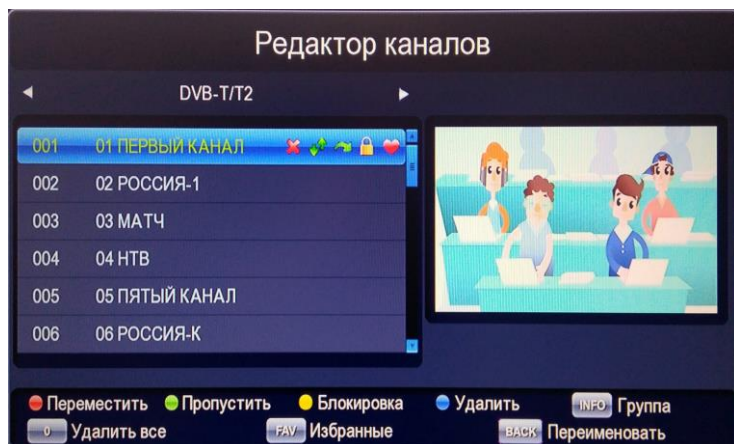 Редактор каналов
DVB-T/T2
001 01 ПЕРВЫЙ КАНАЛ
002 02 РОССИЯ-1
003 03 МАТЧ
004 04 НТВ
005 05 ПЯТЫЙ КАНАЛ
006 06 РОССИЯ-К
Переместить Пропустить Блокировка Удалить INFO Группа
0 Удалить все FAV Избранные BACK Переименовать